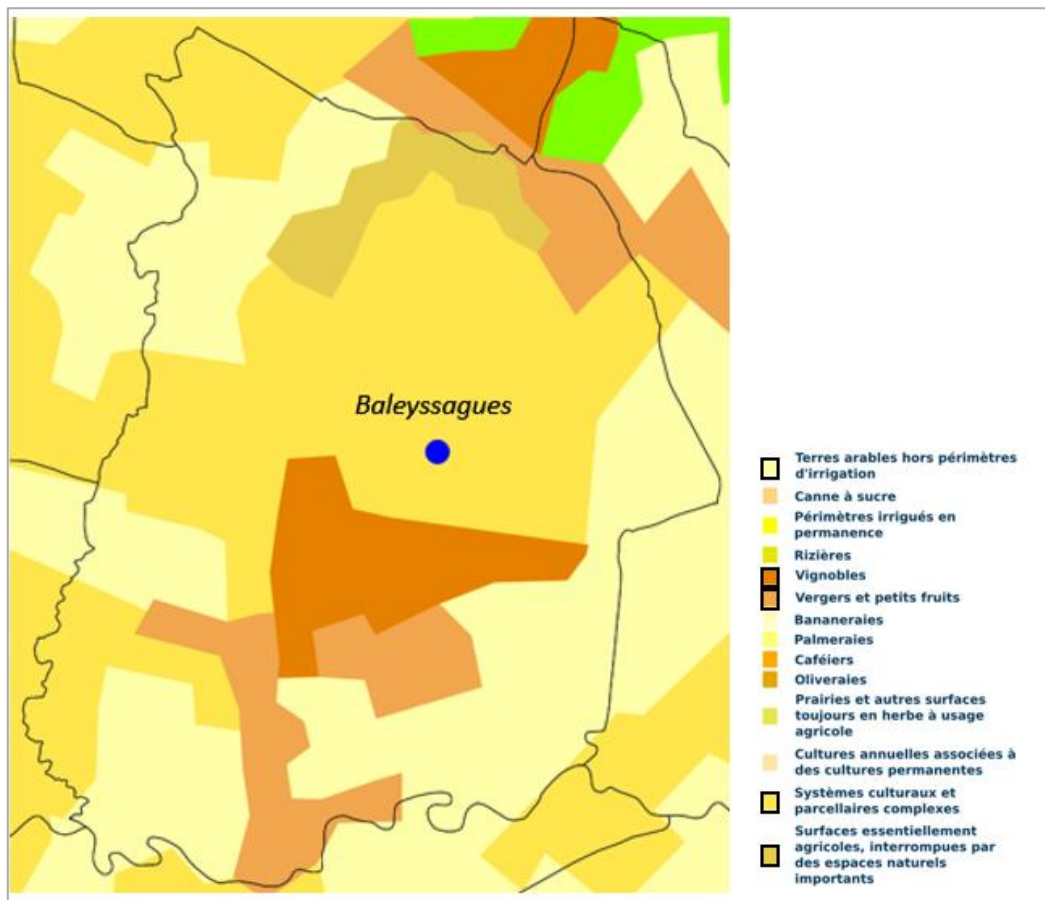 Baleyssagues
Terres arables hors périmètres
d'irrigation
Canne à sucre
Périmètres irrigués en
permanence
Rizières
Vignobles
Vergers et petits fruits
Bananeraies
Palmeraies
Caféiers
Oliveraies
Prairies et autres surfaces
toujours en herbe à usage
agricole
Cultures annuelles associées à
des cultures permanentes
Systèmes culturaux et
parcellaires complexes
Surfaces essentiellement
agricoles, interrompues par
des espaces naturels
importants